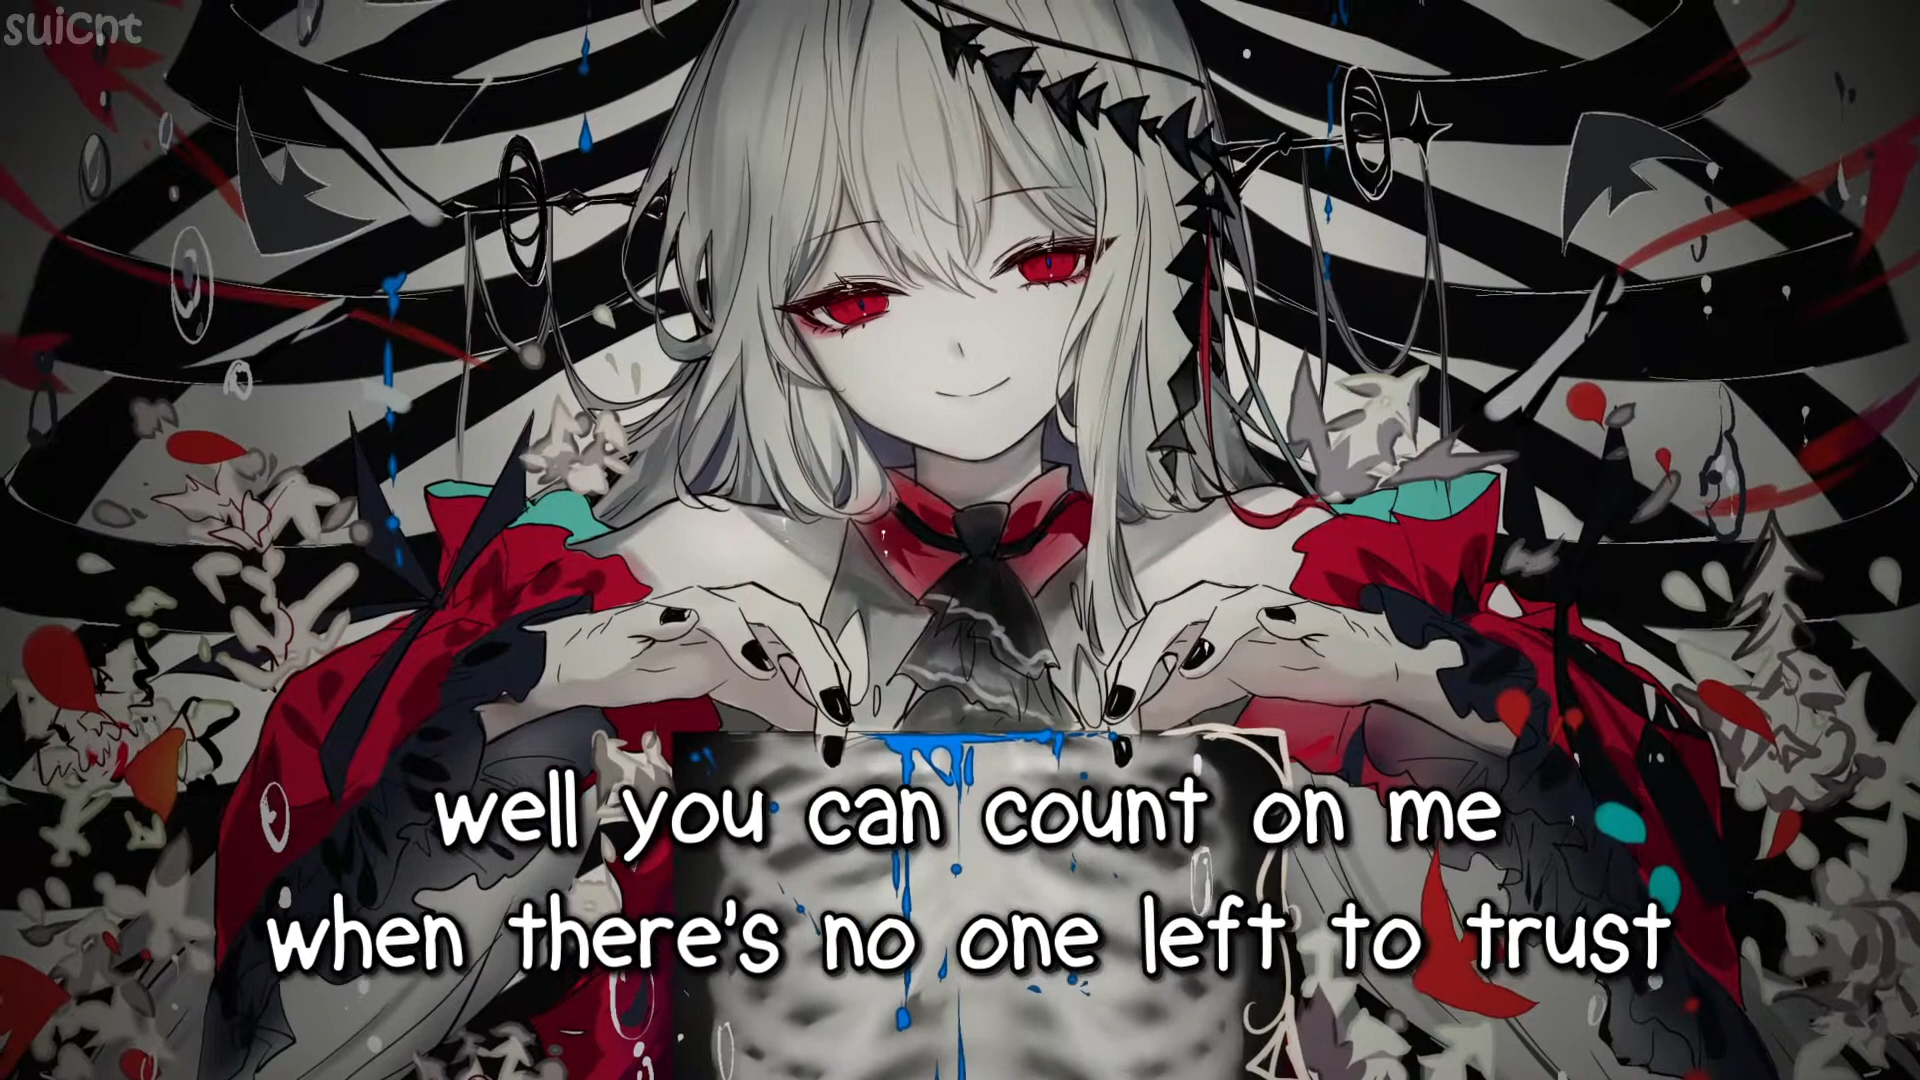 suicnt
well you can count on me
when there's no one left to trust